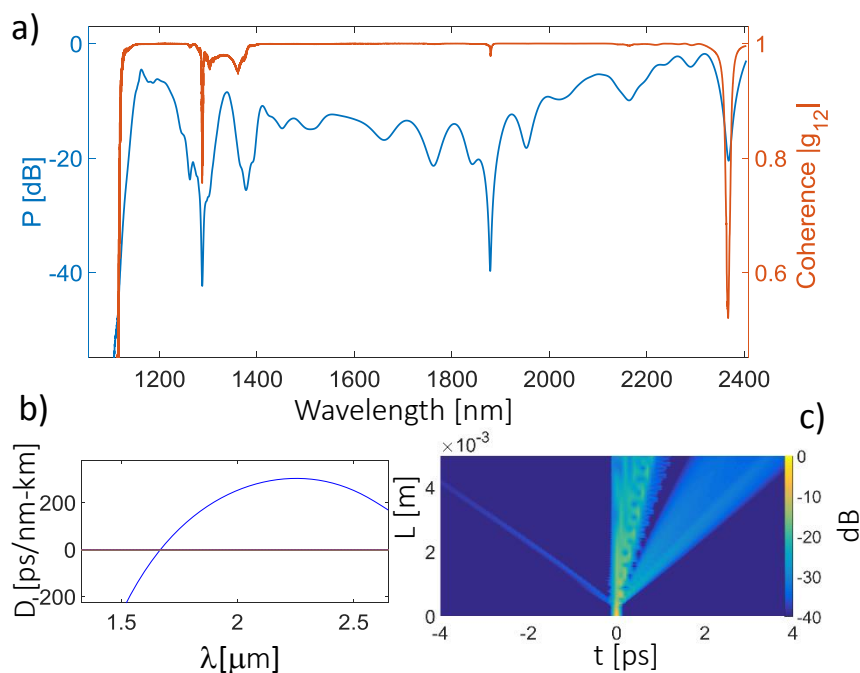 a)
0
-20
-40
P [dB]
1
0.8
0.6
Coherence |g12|
1200 1400 1600 1800 2000 2200 2400
Wavelength [nm]
b)
200
0
-200
D, [ps/nm-km]
1.5 2 2.5
λ[μm]
c)
×10-3
4
2
0
L [m]
-4 -2 0 2 4
t [ps]
0
-10
-20
-30
-40
dB